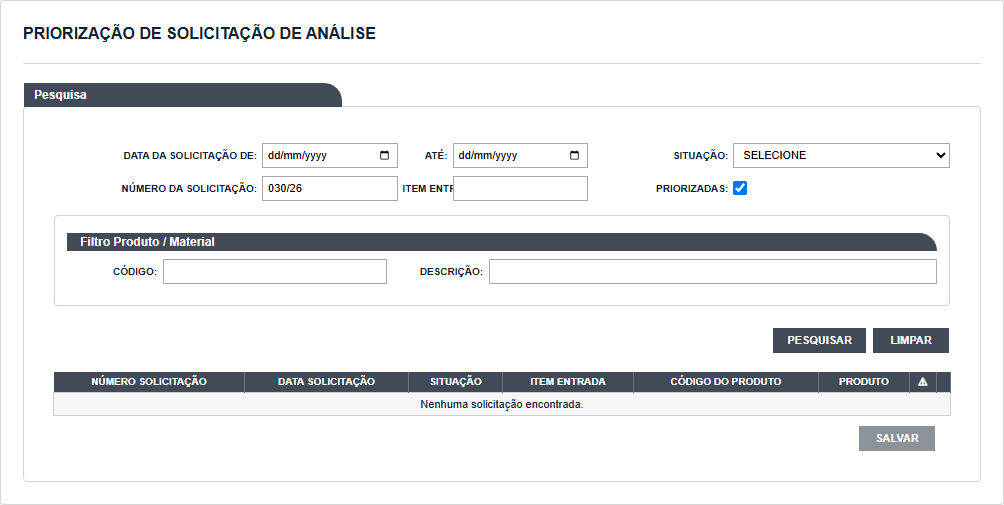 PRIORIZAÇÃO DE SOLICITAÇÃO DE ANÁLISE
Pesquisa
DATA DA SOLICITAÇÃO DE: dd/mm/yyyy ATÉ: dd/mm/yyyy SITUAÇÃO: SELECIONE
NÚMERO DA SOLICITAÇÃO: 030/26 ITEM ENTR PRIORIZADAS:
Filtro Produto / Material
CÓDIGO: DESCRIÇÃO:
PESQUISAR LIMPAR
NÚMERO SOLICITAÇÃO DATA SOLICITAÇÃO SITUAÇÃO ITEM ENTRADA CÓDIGO DO PRODUTO PRODUTO
Nenhuma solicitação encontrada.
SALVAR